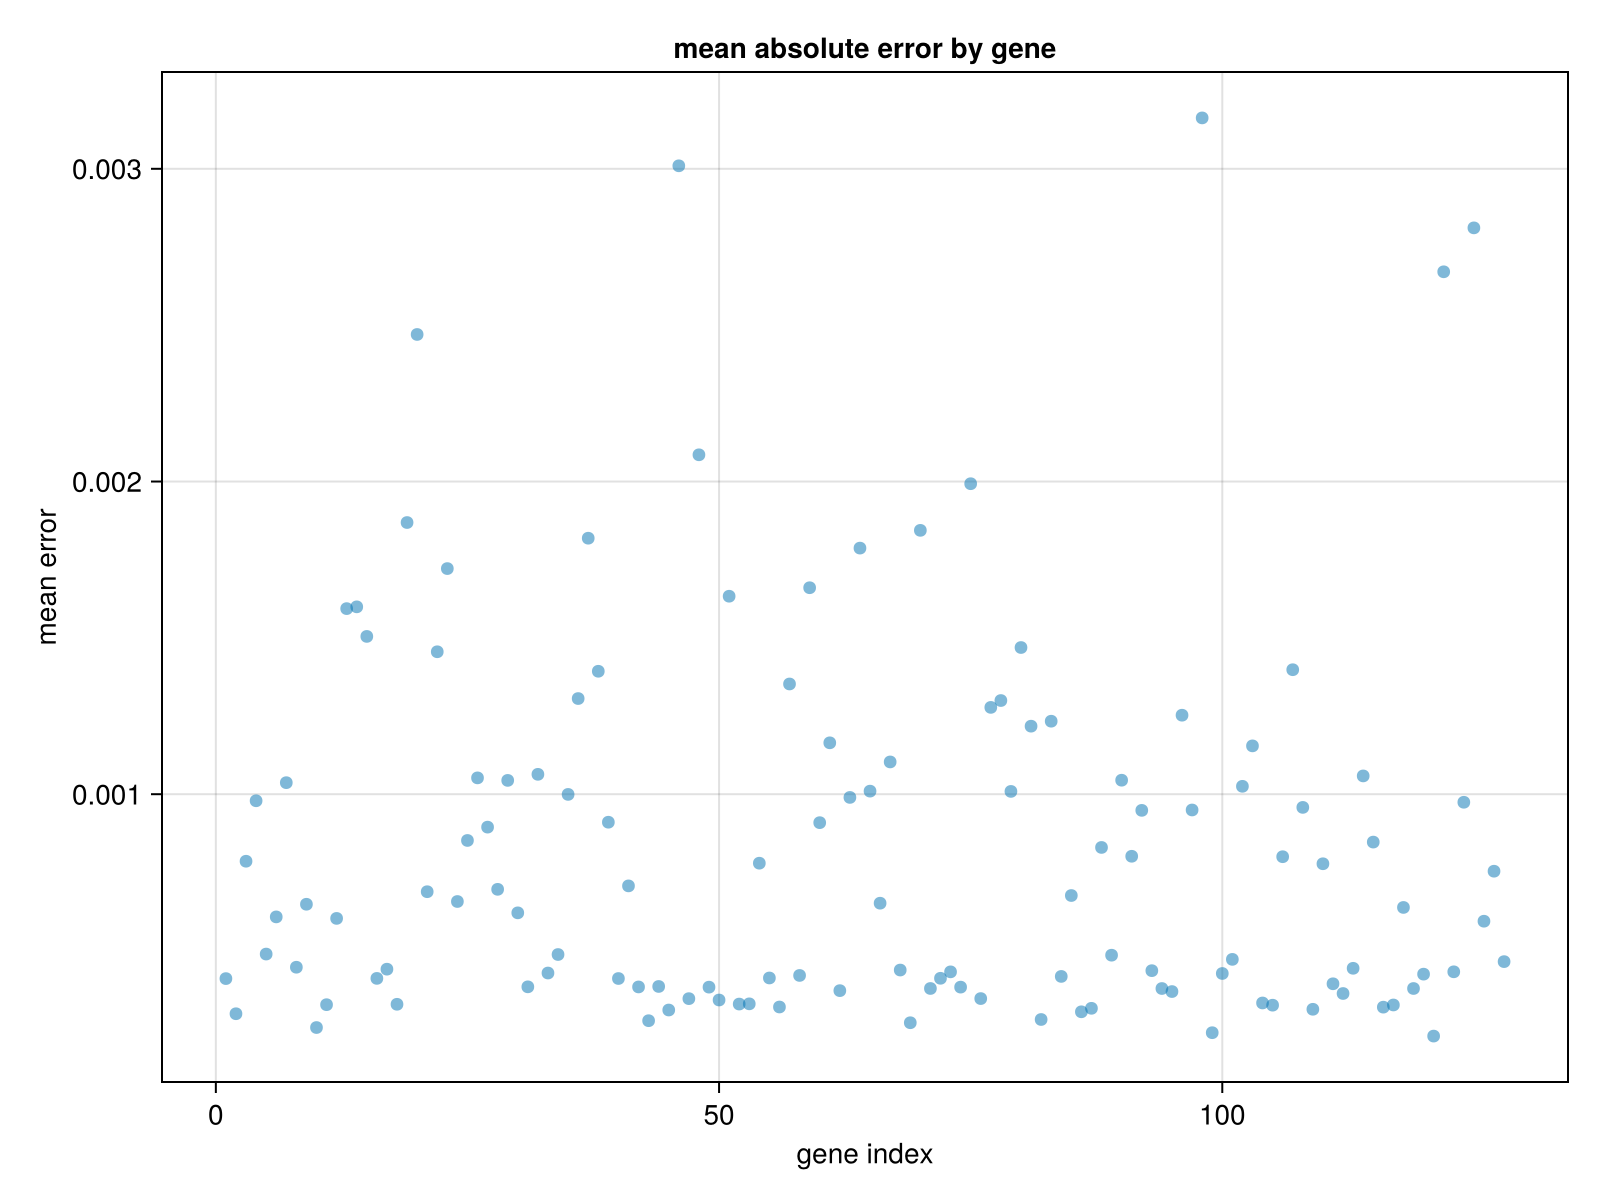 mean absolute error by gene
0.003
0.002
0.001
mean error
0 50 100
gene index